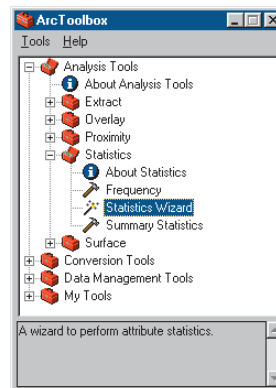 ArcToolbox
Tools Help
Analysis Tools
About Analysis Tools
Extract
Overlay
Proximity
Statistics
About Statistics
Frequency
Statistics Wizard
Summary Statistics
Surface
Conversion Tools
Data Management Tools
My Tools
A wizard to perform attribute statistics.